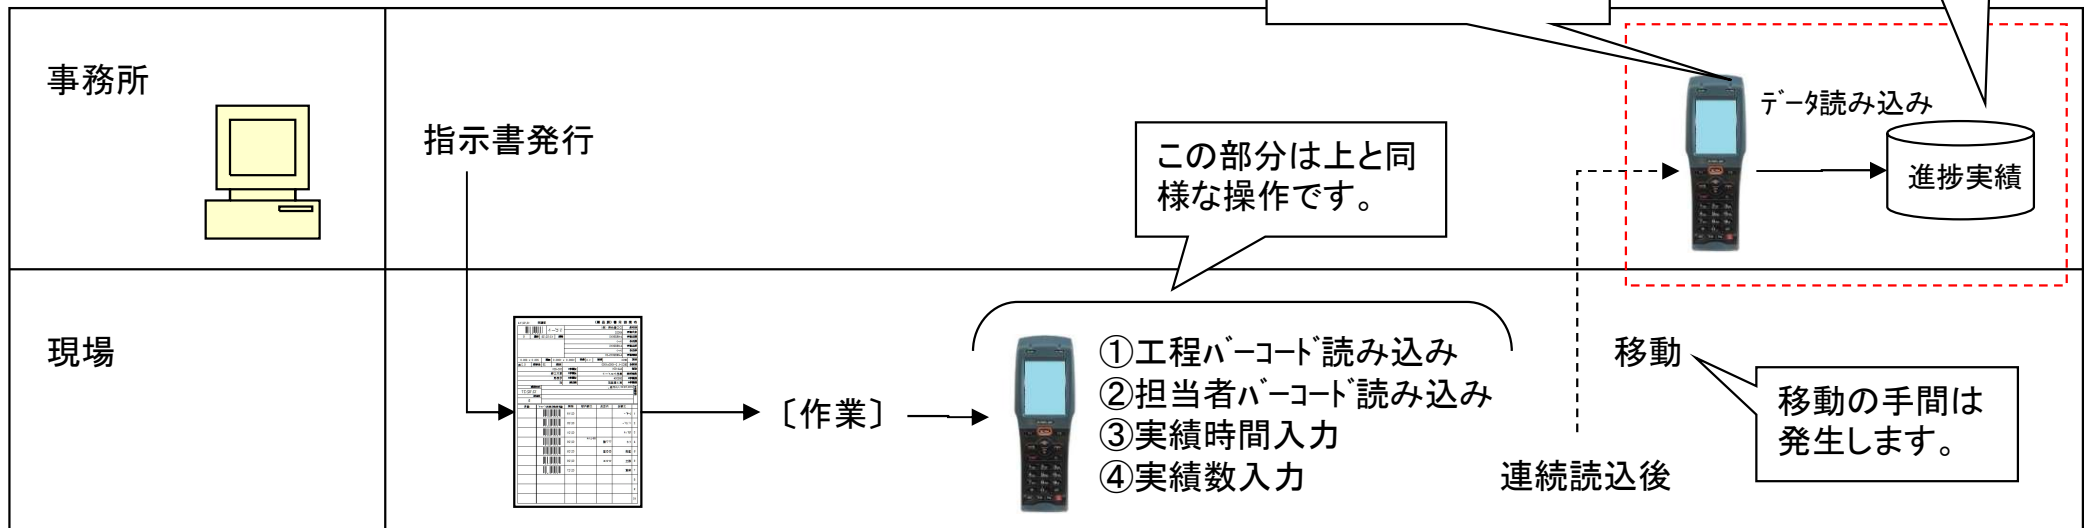 事務所
指示書発行
この部分は上と同
様な操作です。
ﾃﾞｰﾀ読み込み
進捗実績
現場
〔作業〕
①工程ﾊﾞｰｺｰﾄﾞ読み込み
②担当者ﾊﾞｰｺｰﾄﾞ読み込み
③実績時間入力
④実績数入力
移動
連続読込後
移動の手間は
発生します。